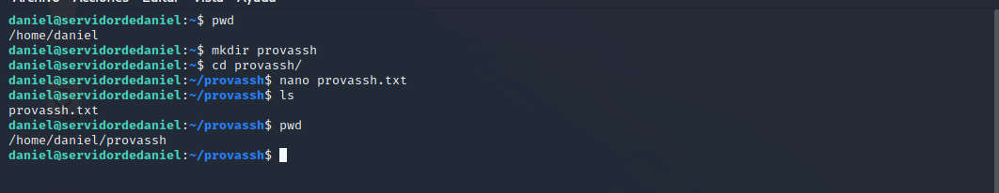 Archivo Acciones Editar Vista Ayuda
daniel@servidordedaniel:~$ pwd
/home/daniel
daniel@servidordedaniel:~$ mkdir provassh
daniel@servidordedaniel:~$ cd provassh/
daniel@servidordedaniel:~/provassh$ nano provassh.txt
daniel@servidordedaniel:~/provassh$ ls
provassh.txt
daniel@servidordedaniel:~/provassh$ pwd
/home/daniel/provassh
daniel@servidordedaniel:~/provassh$